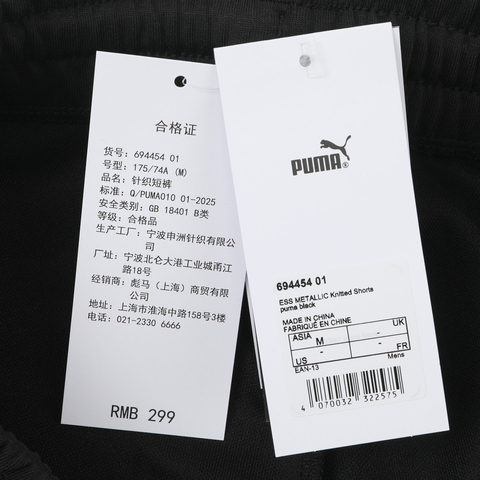 合格证
货号: 694454 01
号型: 175/74A (M)
品名: 针织短裤
标准: Q/PUMA010 01-2025
安全类别: GB 18401 B类
等级: 合格品
生产工厂: 宁波申洲针织有限公
司
厂址: 宁波北仑大港工业城甬江
路18号
经销商: 彪马(上海)商贸有限
公司
地址: 上海市淮海中路158号3楼
电话: 021-2330 6666
RMB 299
PUMA®
694454 01
ESS METALLIC Knitted Shorts
puma black
MADE IN CHINA
FABRIQUÉ EN CHINE
ASIA M - UK
US - - FR
EAN-13 Mens
4 070032 322575